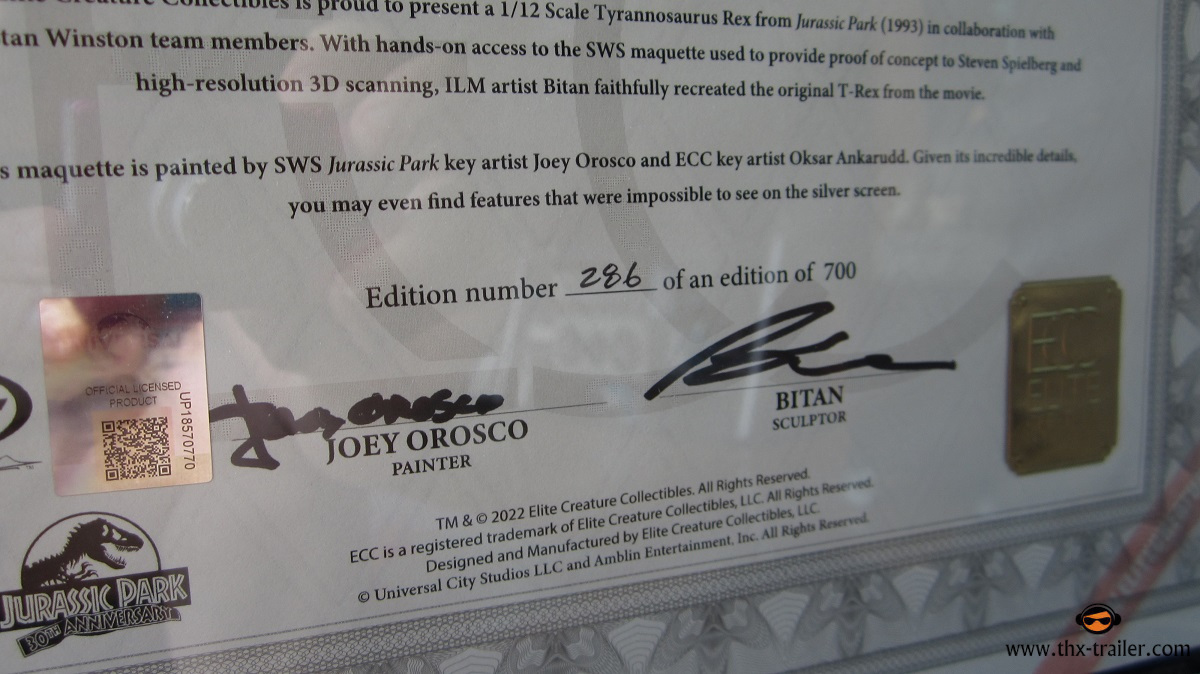 Collectibles is proud to present a 1/12 Scale Tyrannosaurus Rex from Jurassic Park (1993) in collaboration with
tan Winston team members. With hands-on access to the SWS maquette used to provide proof of concept to Steven Spielberg and
high-resolution 3D scanning, ILM artist Bitan faithfully recreated the original T-Rex from the movie.
s maquette is painted by SWS Jurassic Park key artist Joey Orosco and ECC key artist Oksar Ankarudd. Given its incredible details,
you may even find features that were impossible to see on the silver screen.
Edition number 286 of an edition of 700
OFFICIAL LICENSED
PRODUCT
UP18570770
Joey Orosco
JOEY OROSCO
PAINTER
BITAN
SCULPTOR
ECC
ELITE
TM & © 2022 Elite Creature Collectibles. All Rights Reserved.
ECC is a registered trademark of Elite Creature Collectibles, LLC. All Rights Reserved.
Designed and Manufactured by Elite Creature Collectibles, LLC.
© Universal City Studios LLC and Amblin Entertainment, Inc. All Rights Reserved.
JURASSIC PARK
30TH ANNIVERSARY
www.thx-trailer.com